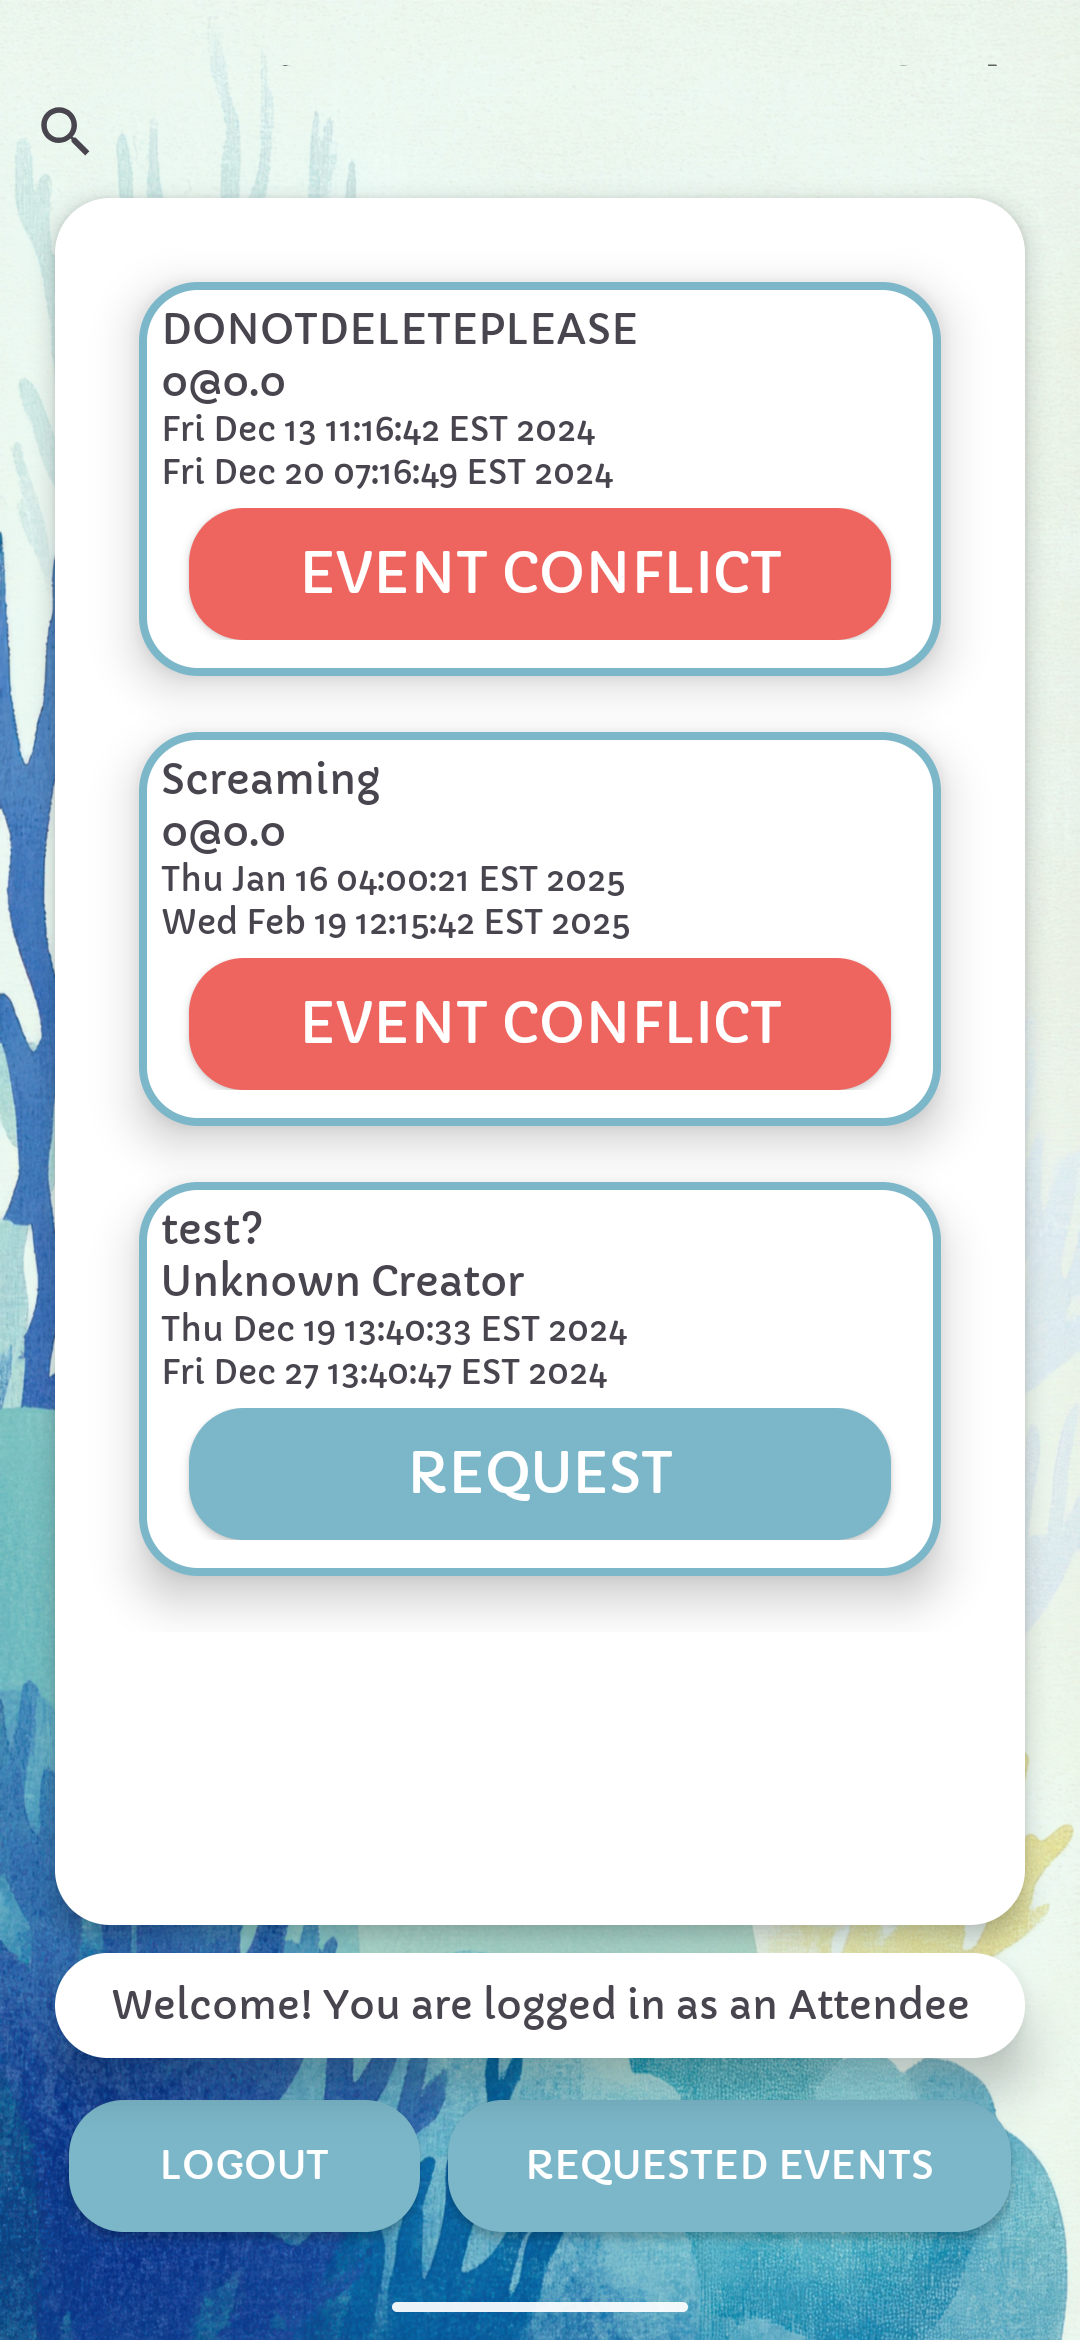 DONOTDELETEPLEASE
o@o.o
Fri Dec 13 11:16:42 EST 2024
Fri Dec 20 07:16:49 EST 2024
EVENT CONFLICT
Screaming
o@o.o
Thu Jan 16 04:00:21 EST 2025
Wed Feb 19 12:15:42 EST 2025
EVENT CONFLICT
test?
Unknown Creator
Thu Dec 19 13:40:33 EST 2024
Fri Dec 27 13:40:47 EST 2024
REQUEST
Welcome! You are logged in as an Attendee
LOGOUT
REQUESTED EVENTS